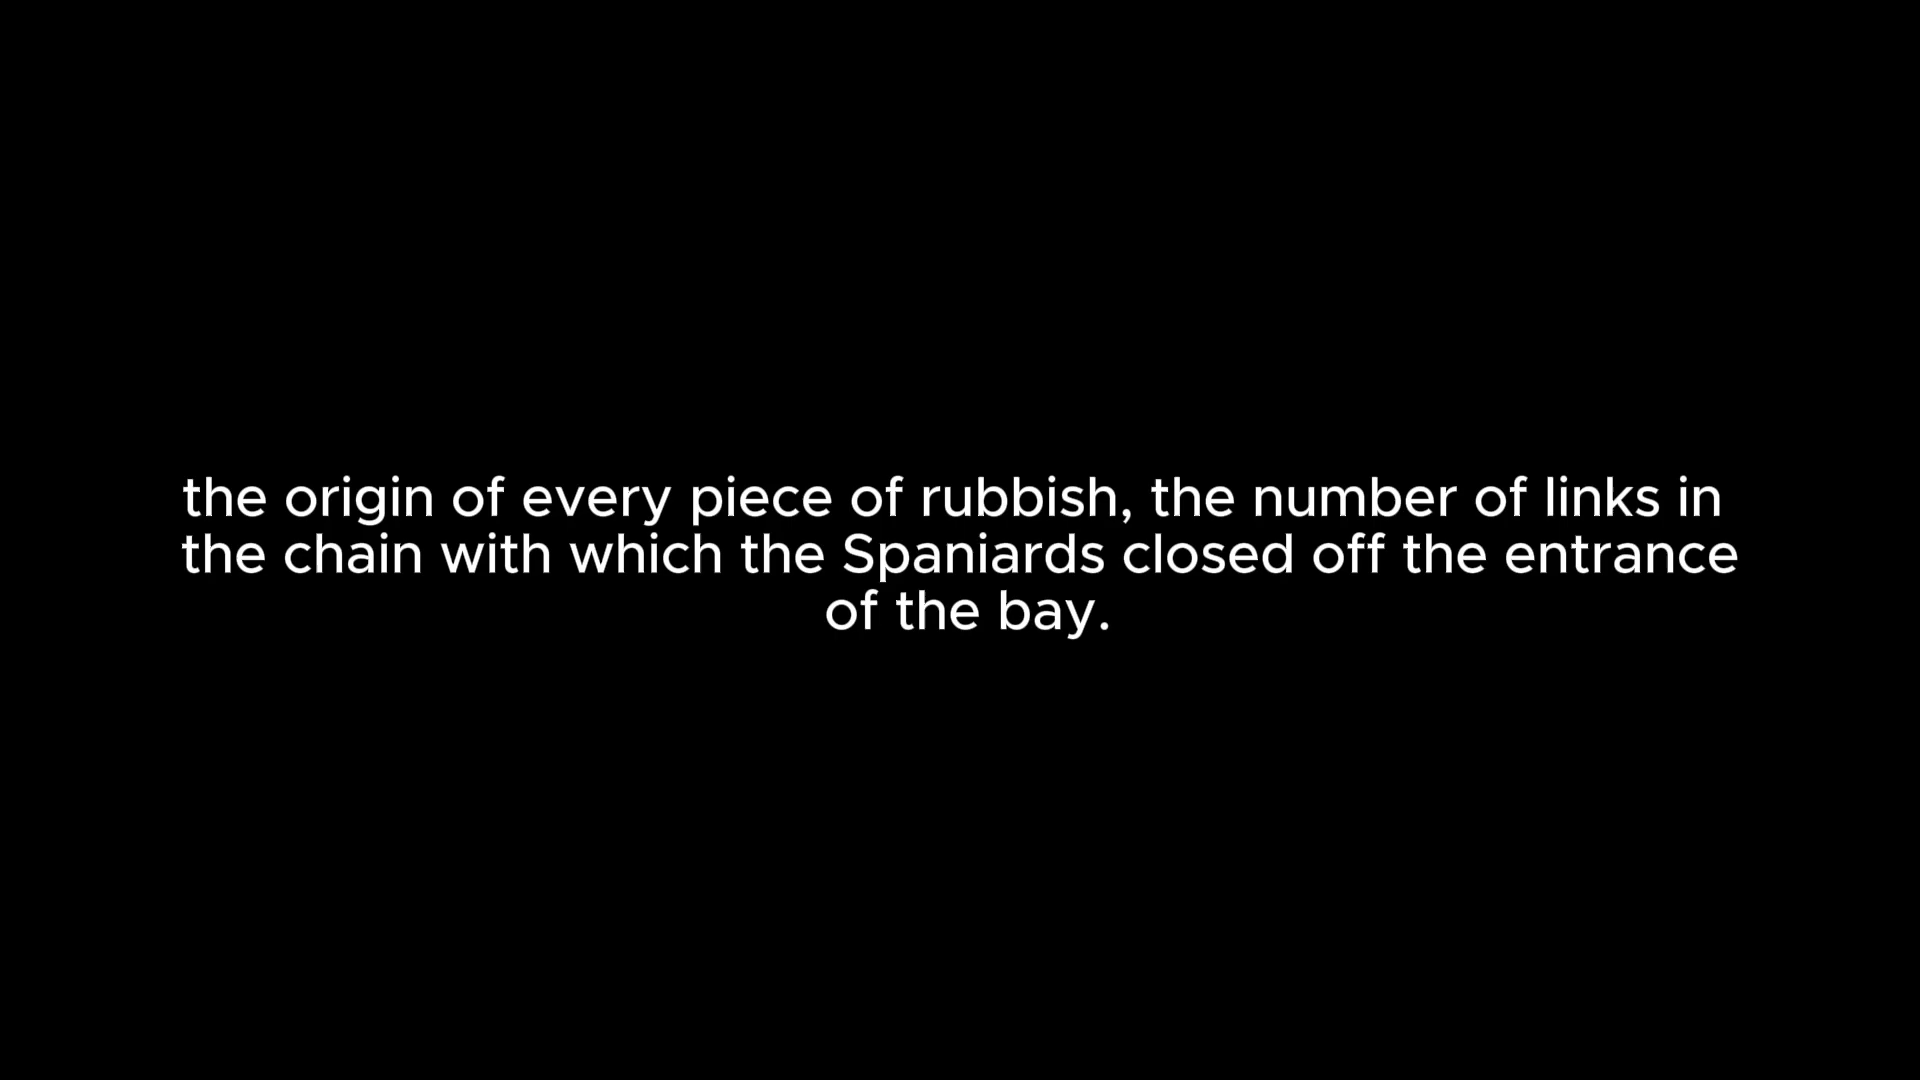 the origin of every piece of rubbish, the number of links in
the chain with which the Spaniards closed off the entrance
of the bay.